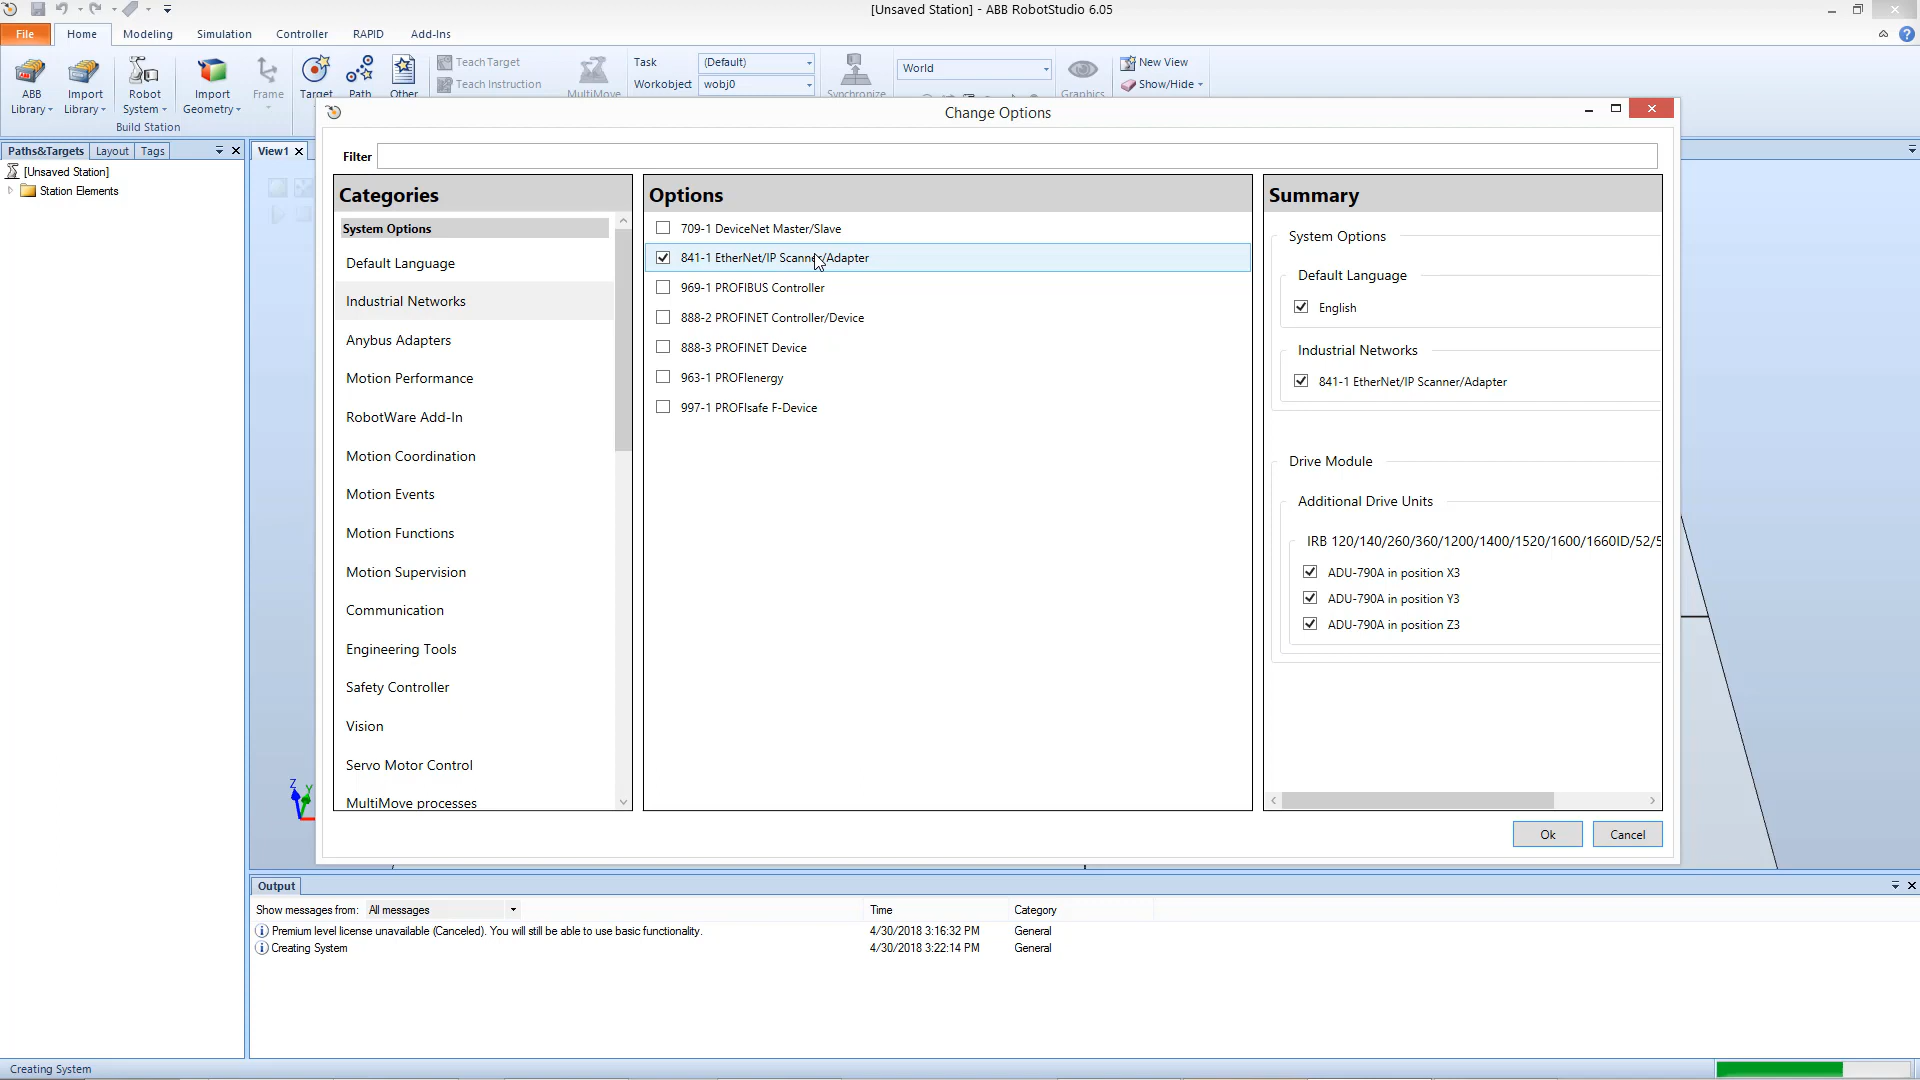 [Unsaved Station] - ABB RobotStudio 6.05
File Home Modeling Simulation Controller RAPID Add-Ins
ABB Library
Import Library
Robot System
Import Geometry
Frame
Target
Path
Other
Build Station
Teach Target
Teach Instruction
MultiMove
Task (Default)
Workobject wobj0
Synchronize
World
Graphics
New View
Show/Hide
Paths&Targets Layout Tags
[Unsaved Station]
Station Elements
View1
Change Options
Filter
Categories
System Options
Default Language
Industrial Networks
Anybus Adapters
Motion Performance
RobotWare Add-In
Motion Coordination
Motion Events
Motion Functions
Motion Supervision
Communication
Engineering Tools
Safety Controller
Vision
Servo Motor Control
MultiMove processes
Options
709-1 DeviceNet Master/Slave
841-1 EtherNet/IP Scanner/Adapter
969-1 PROFIBUS Controller
888-2 PROFINET Controller/Device
888-3 PROFINET Device
963-1 PROFIenergy
997-1 PROFIsafe F-Device
Summary
System Options
Default Language
English
Industrial Networks
841-1 EtherNet/IP Scanner/Adapter
Drive Module
Additional Drive Units
IRB 120/140/260/360/1200/1400/1520/1600/1660ID/52/5
ADU-790A in position X3
ADU-790A in position Y3
ADU-790A in position Z3
Ok Cancel
Z
Y
Output
Show messages from: All messages Time Category
Premium level license unavailable (Canceled). You will still be able to use basic functionality. 4/30/2018 3:16:32 PM General
Creating System 4/30/2018 3:22:14 PM General
Creating System